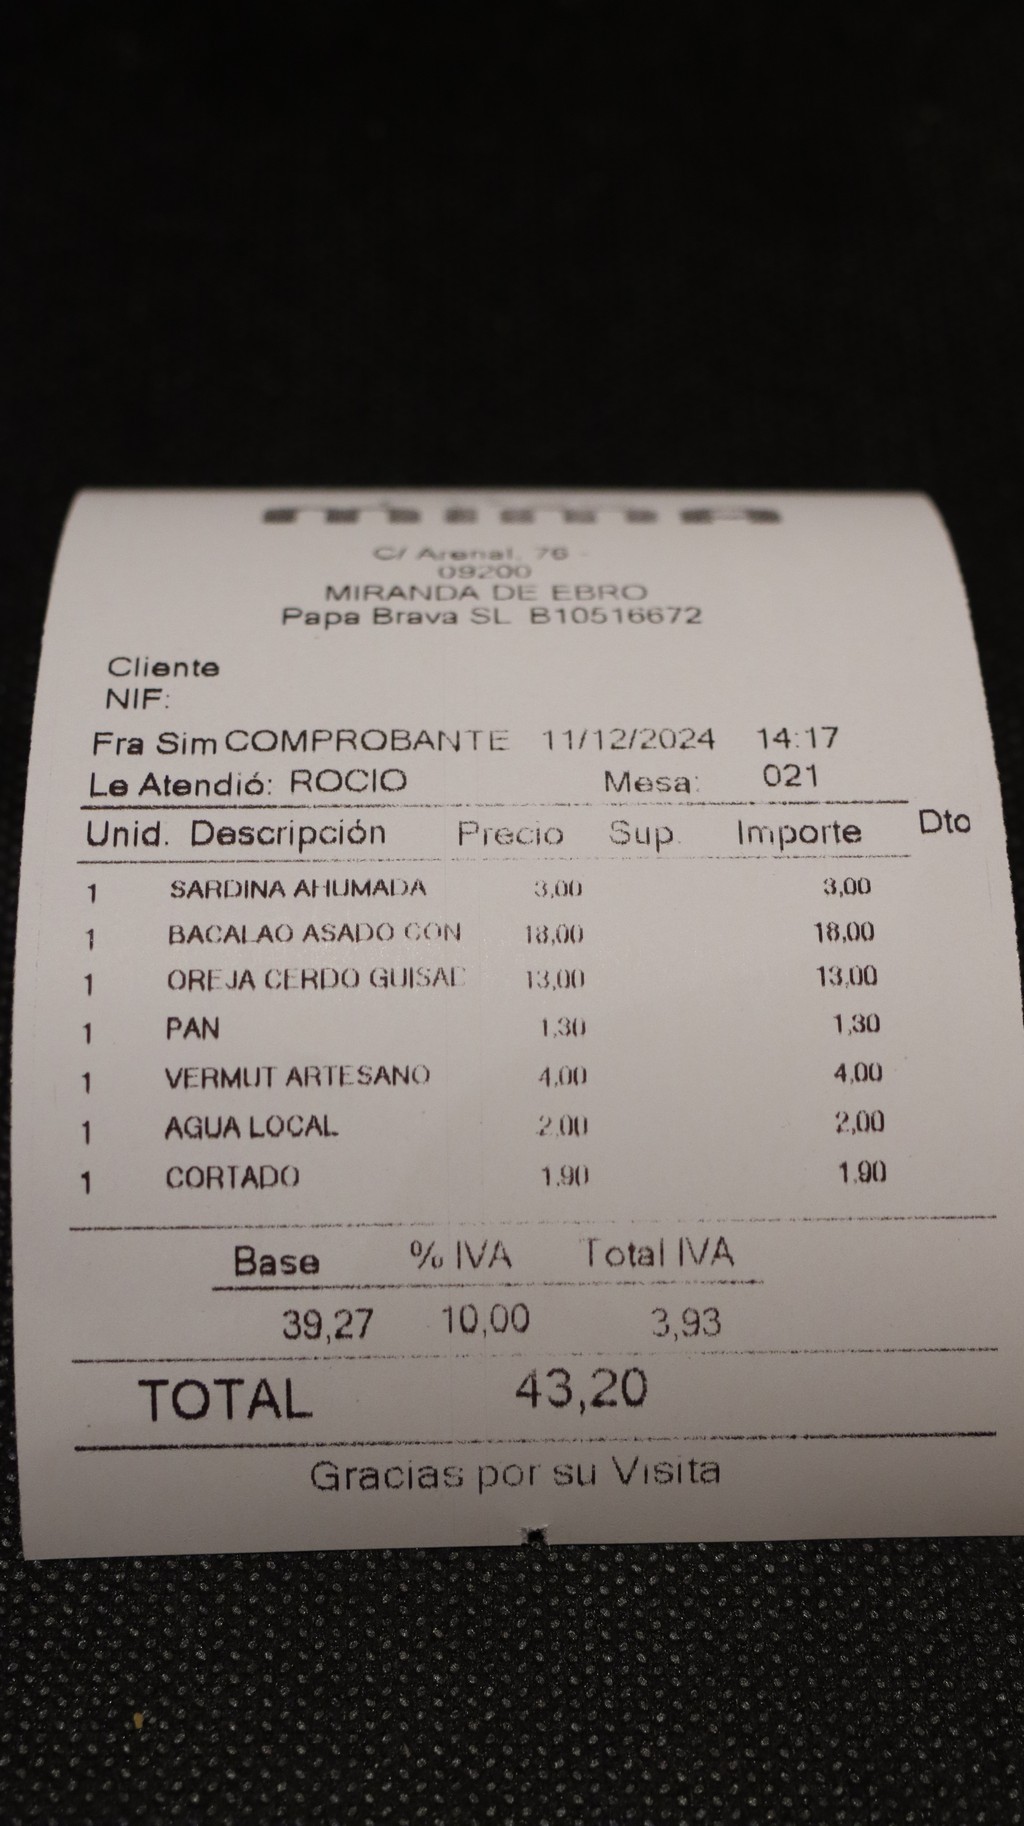 C/ Arenal, 76 -
09200
MIRANDA DE EBRO
Papa Brava SL B10516672
Cliente
NIF:
Fra Sim COMPROBANTE 11/12/2024 14:17
Le Atendió: ROCIO Mesa: 021
Unid. Descripción Precio Sup. Importe Dto
1 SARDINA AHUMADA 3,00 3,00
1 BACALAO ASADO CON 18,00 18,00
1 OREJA CERDO GUISAD 13,00 13,00
1 PAN 1,30 1,30
1 VERMUT ARTESANO 4,00 4,00
1 AGUA LOCAL 2,00 2,00
1 CORTADO 1,90 1,90
Base % IVA Total IVA
39,27 10,00 3,93
TOTAL 43,20
Gracias por su Visita